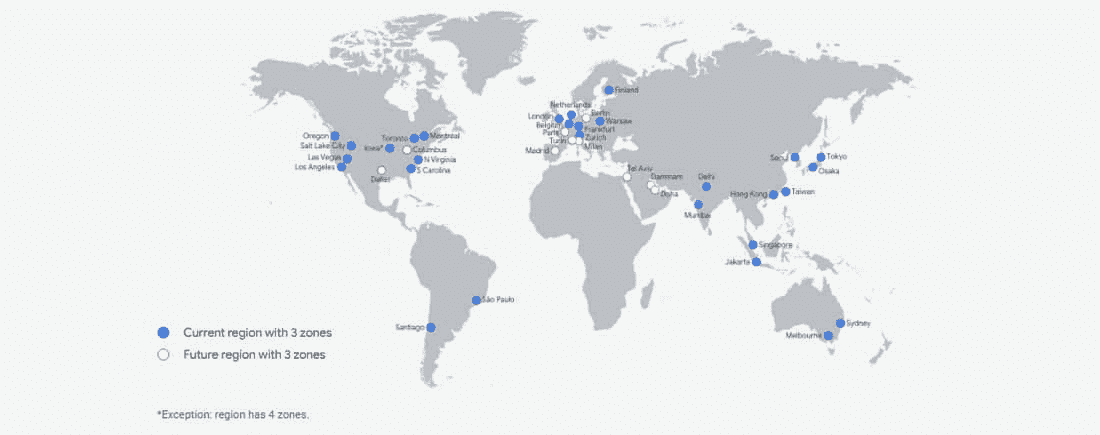 Finland
Netherlands
London
Berlin
Belgium
Warsaw
Frankfurt
Paris
Zurich
Turin
Milan
Madrid
Oregon
Toronto
Montréal
Salt Lake City
Iowa*
Columbus
Las Vegas
N Virginia
Los Angeles
S Carolina
Dallas
Tel Aviv
Dammam
Doha
Delhi
Mumbai
Seoul
Tokyo
Osaka
Hong Kong
Taiwan
Singapore
Jakarta
São Paulo
Santiago
Sydney
Melbourne
Current region with 3 zones
Future region with 3 zones
*Exception: region has 4 zones.